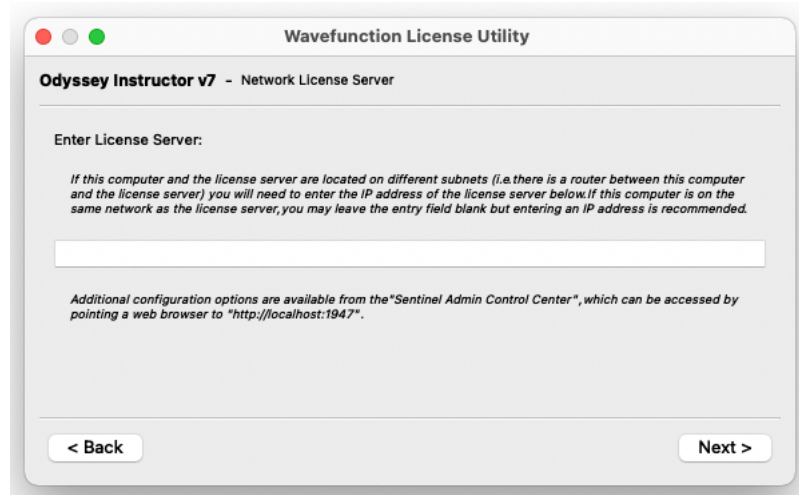 Wavefunction License Utility
Odyssey Instructor v7 - Network License Server
Enter License Server:
If this computer and the license server are located on different subnets (i.e.there is a router between this computer
and the license server) you will need to enter the IP address of the license server below.If this computer is on the
same network as the license server,you may leave the entry field blank but entering an IP address is recommended.
Additional configuration options are available from the"Sentinel Admin Control Center",which can be accessed by
pointing a web browser to "http://localhost:1947".
< Back
Next >